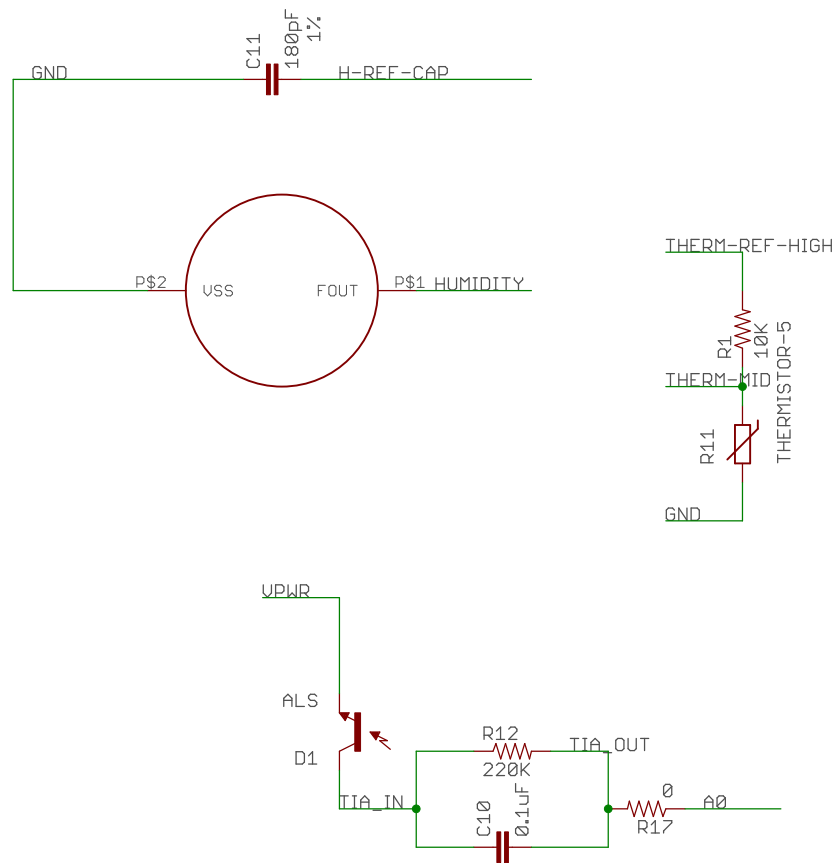 C11
180pF
1%
GND
H-REF-CAP
P$2
VSS
FOUT
P$1
HUMIDITY
THERM-REF-HIGH
R1
10K
THERM-MID
R11
THERMISTOR-5
GND
VPWR
ALS
D1
TIA_IN
R12
220K
TIA_OUT
C10
0.1uF
0
R17
A0